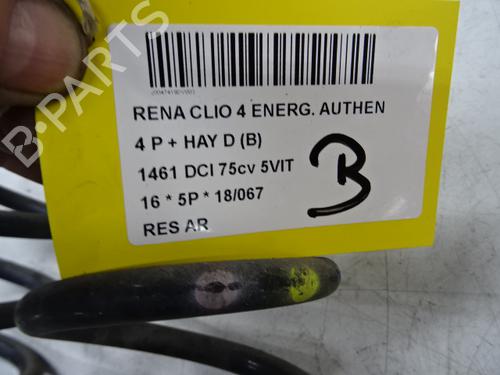 B-PARTS
RENA CLIO 4 ENERG. AUTHEN
4 P + HAY D (B)
1461 DCI 75cv 5VIT
16 * 5P * 18/067
RES AR
B